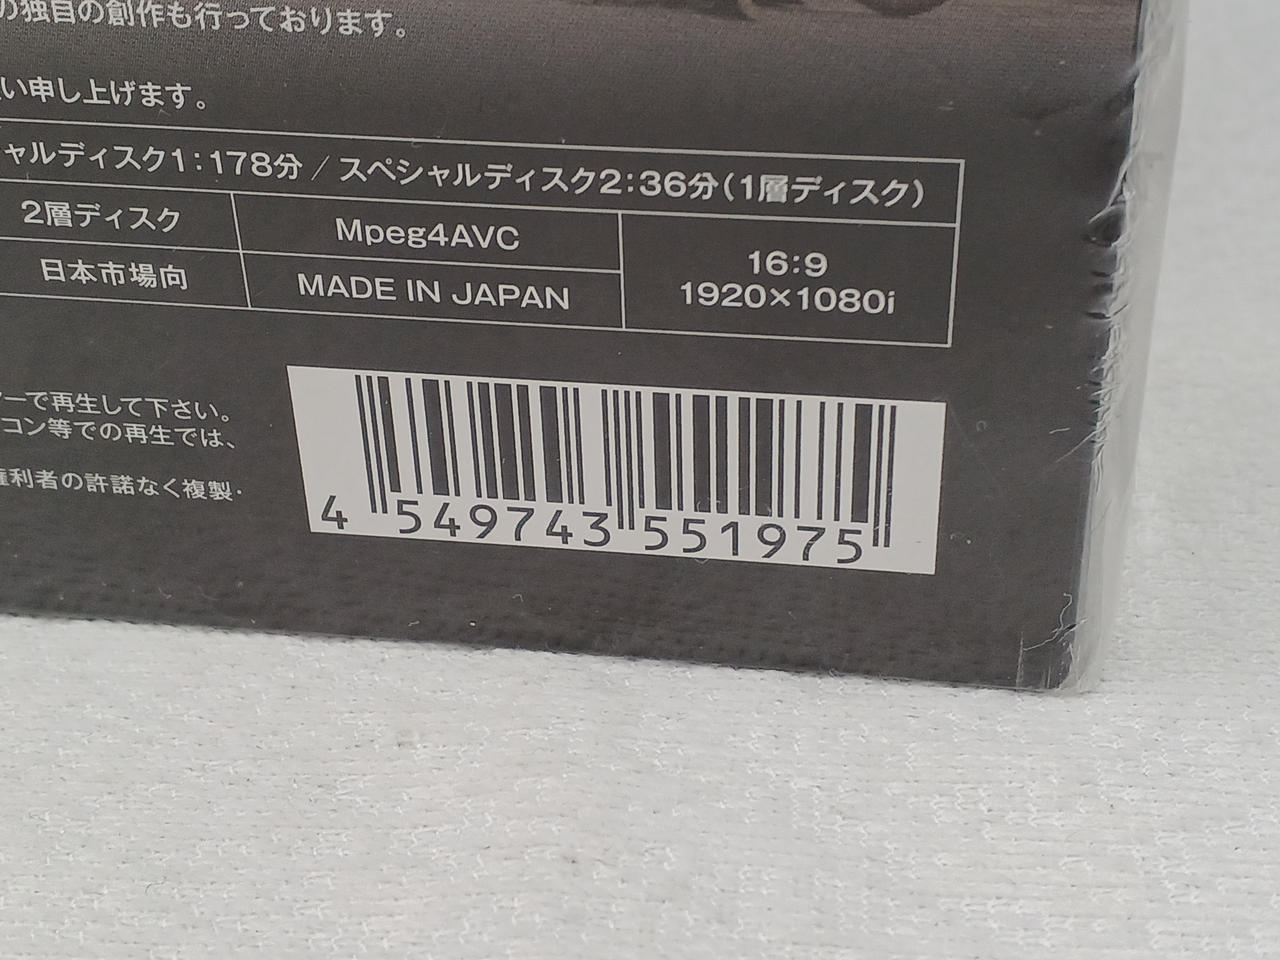 の独自の創作も行っております。
い申し上げます。
ャルディスク1:178分 / スペシャルディスク2:36分(1層ディスク)
2層ディスク
Mpeg4AVC
16:9
1920×1080i
日本市場向
MADE IN JAPAN
ーで再生して下さい。
コン等での再生では、
権利者の許諾なく複製・
4 549743 551975